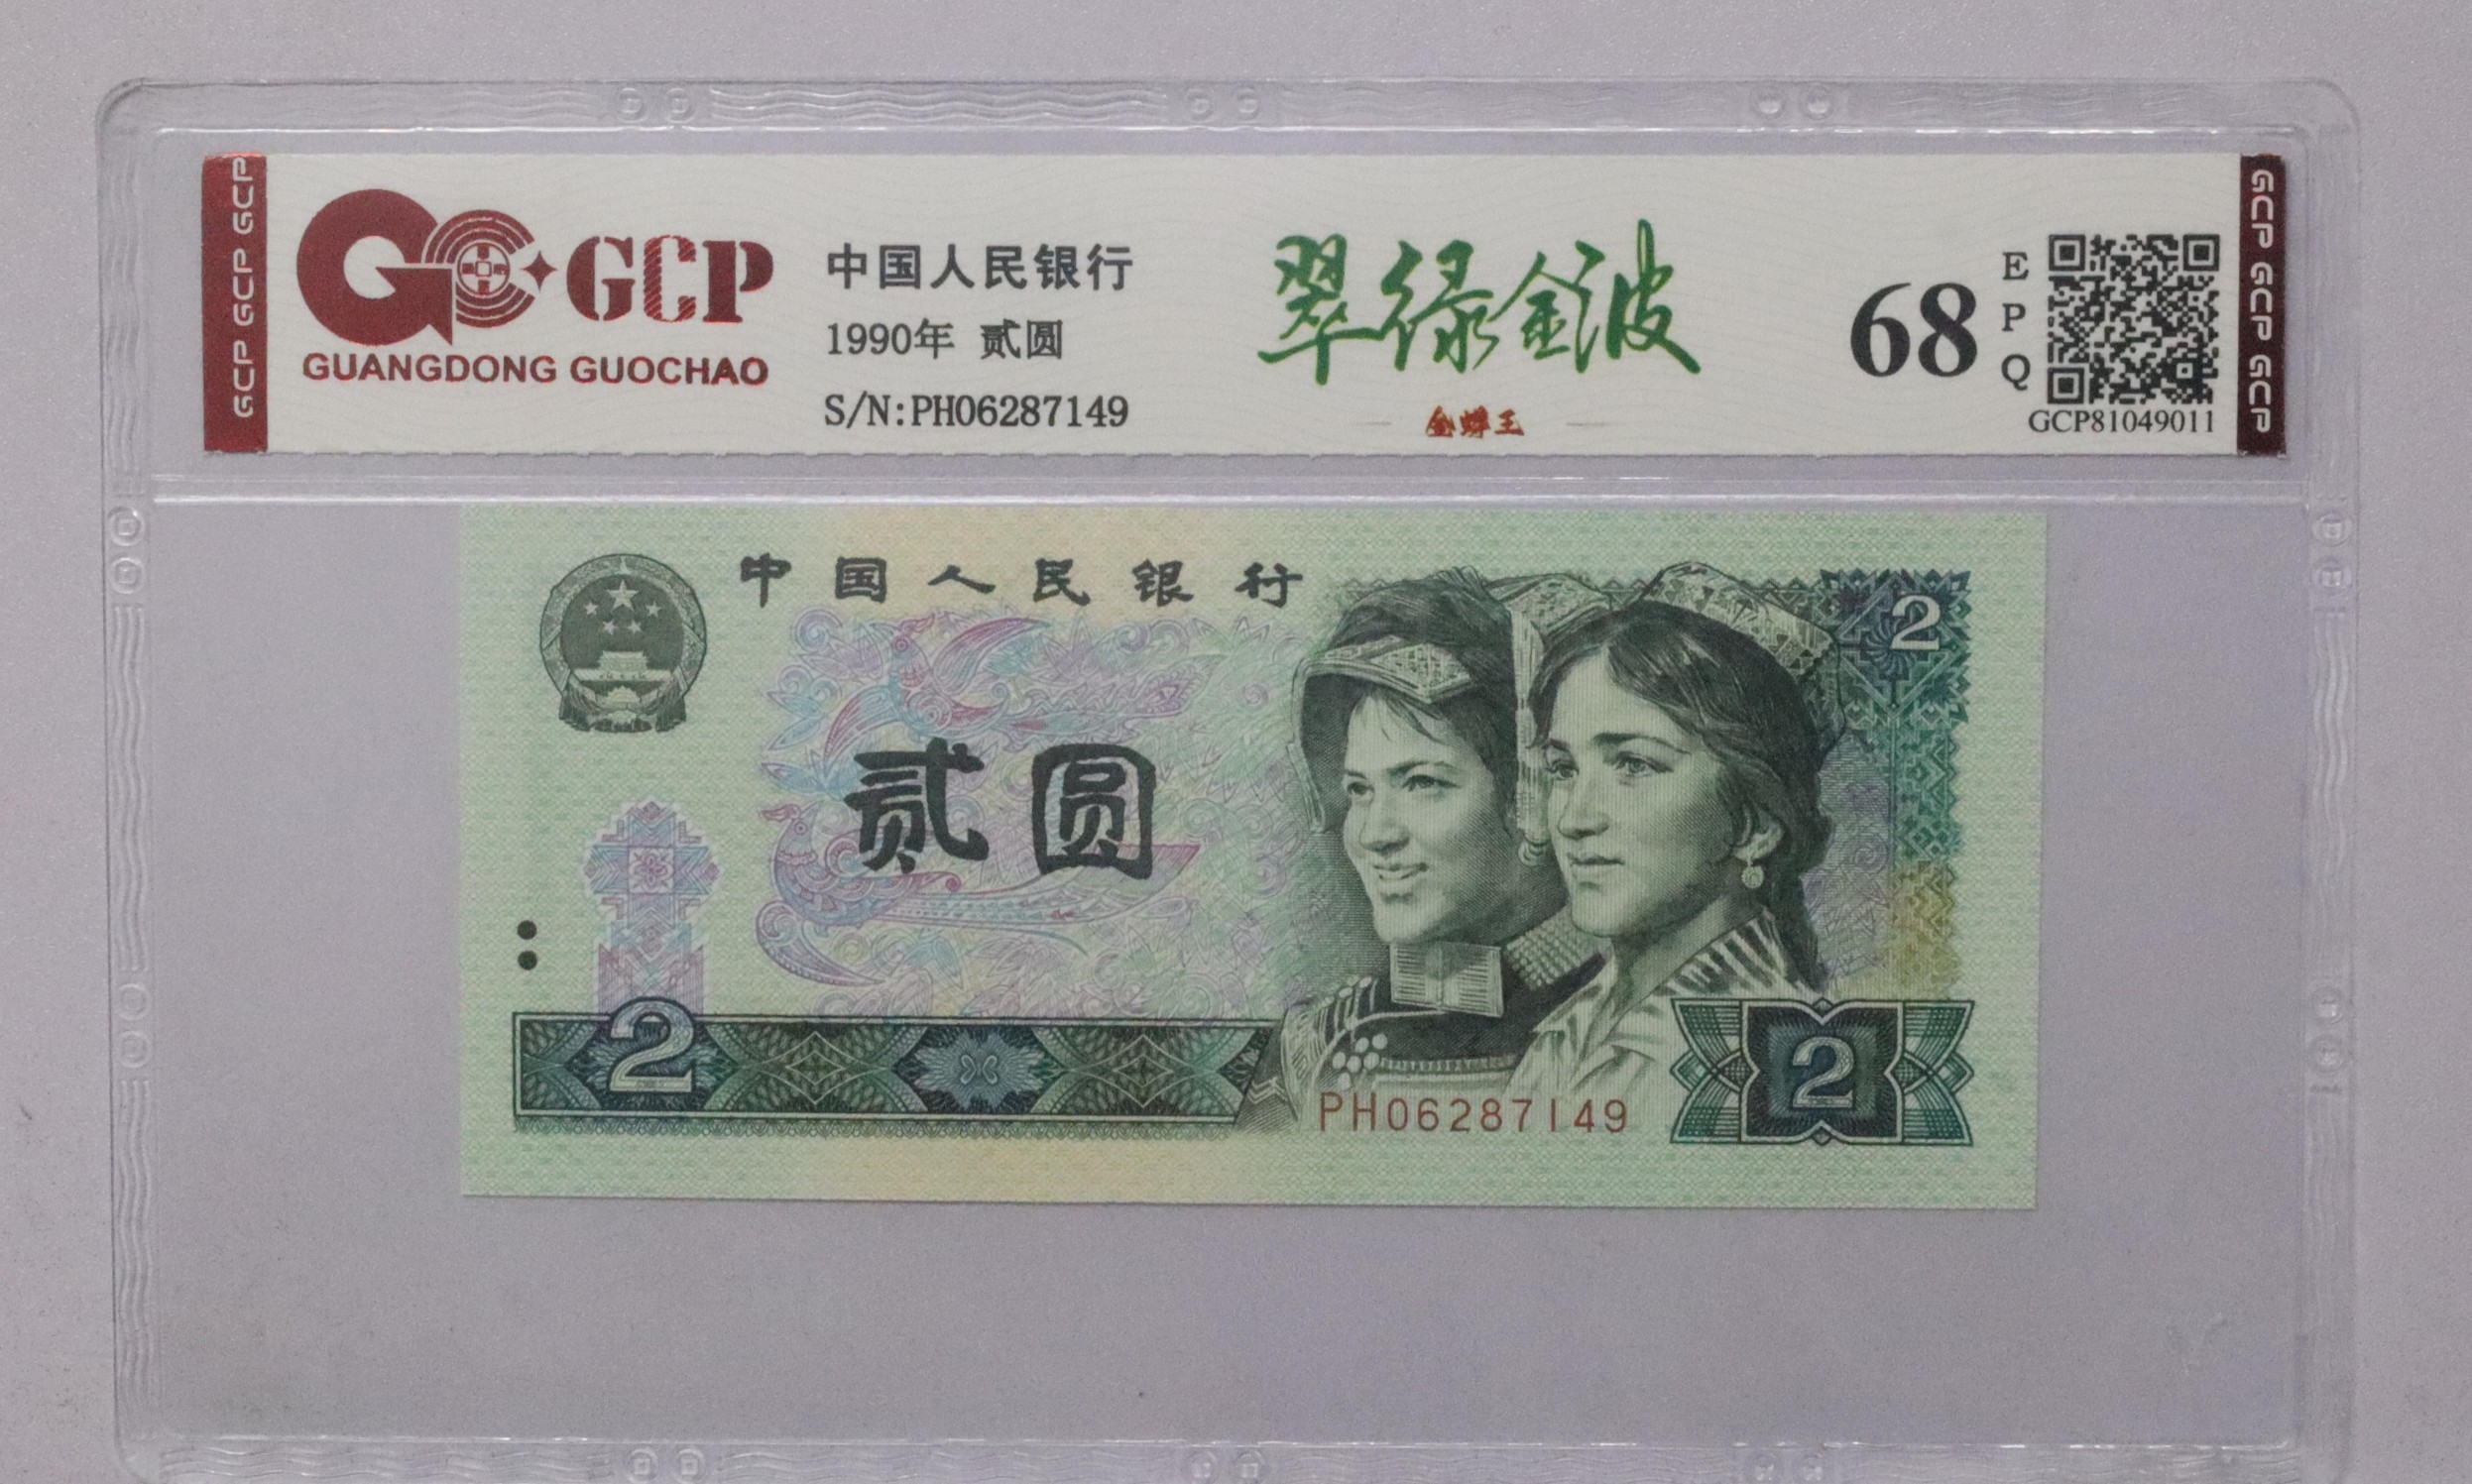 GCP GCP GCP
GCP
GUANGDONG GUOCHAO
中国人民银行
1990年 贰圆
S/N:PH06287149
翠绿金波
金蟒王
68
E
P
Q
GCP81049011
GCP GCP GCP
中国人民银行
2
贰圆
2
2
PH06287149